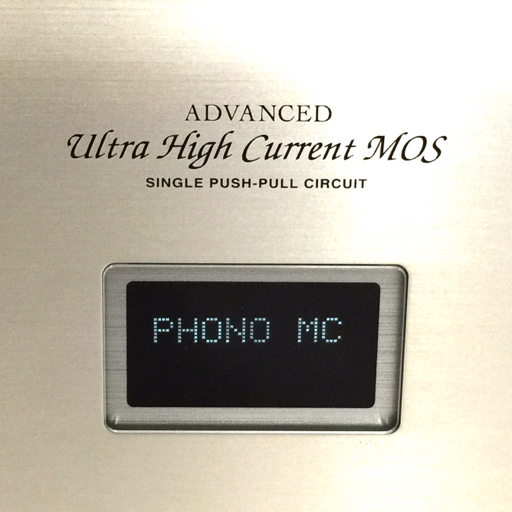 ADVANCED
Ultra High Current MOS
SINGLE PUSH-PULL CIRCUIT
PHONO MC